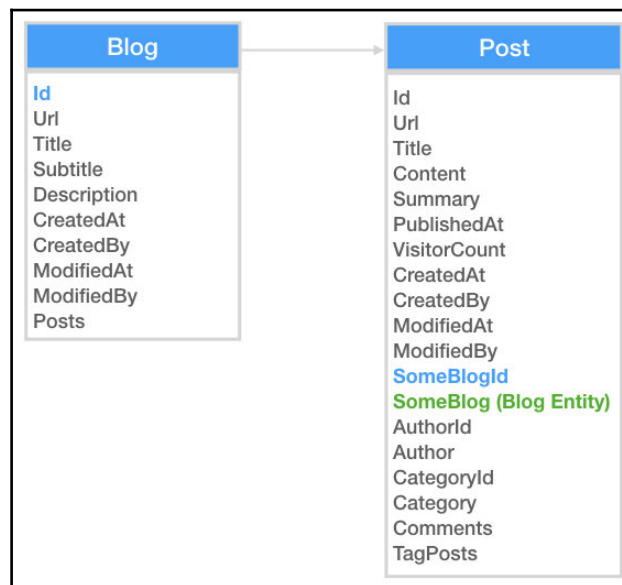 Blog
Id
Url
Title
Subtitle
Description
CreatedAt
CreatedBy
ModifiedAt
ModifiedBy
Posts
Post
Id
Url
Title
Content
Summary
PublishedAt
VisitorCount
CreatedAt
CreatedBy
ModifiedAt
ModifiedBy
SomeBlogId
SomeBlog (Blog Entity)
AuthorId
Author
CategoryId
Category
Comments
TagPosts